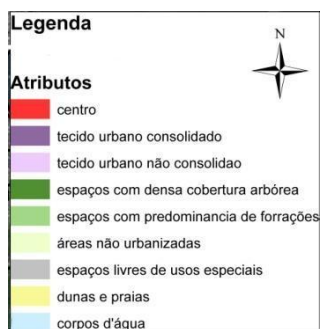 Legenda
N
Atributos
centro
tecido urbano consolidado
tecido urbano não consolidao
espaços com densa cobertura arbórea
espaços com predominancia de forrações
áreas não urbanizadas
espaços livres de usos especiais
dunas e praias
corpos d'água